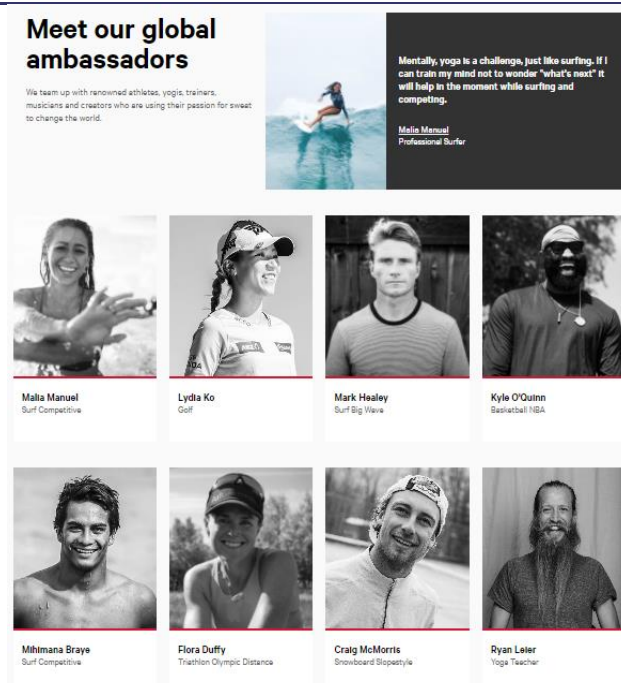 Meet our global
ambassadors
We team up with renowned athletes, yogis, trainers,
musicians and creators who are using their passion for sweat
to change the world.
Mentally, yoga is a challenge, just like surfing. If I
can train my mind not to wonder "what's next" it
will help in the moment while surfing and
competing.
Malia Manuel
Professional Surfer
Malia Manuel
Surf Competitive
Lydia Ko
Golf
Mark Healey
Surf Big Wave
Kyle O'Quinn
Basketball NBA
Mihimana Braye
Surf Competitive
Flora Duffy
Triathlon Olympic Distance
Craig McMorris
Snowboard Slopestyle
Ryan Leier
Yoga Teacher